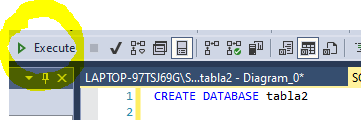 Execute
LAPTOP-97TSJ69G\S...tabla2 - Diagram_0*
1 CREATE DATABASE tabla2
2